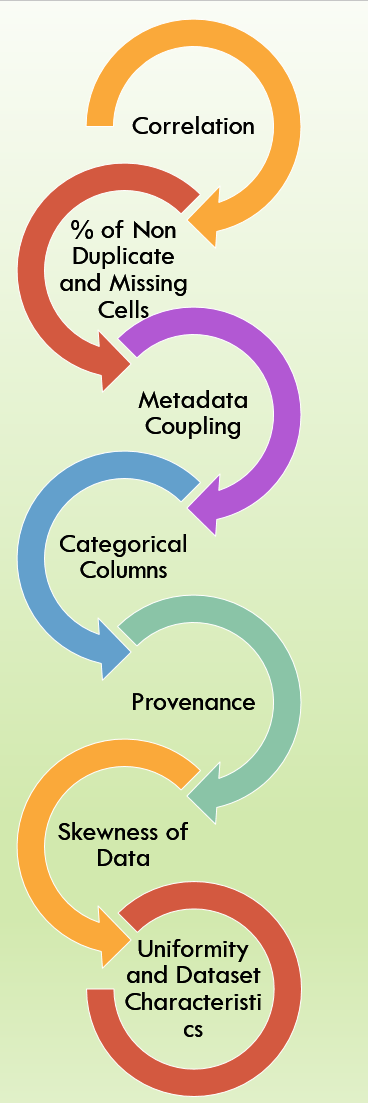 Correlation
% of Non
Duplicate
and Missing
Cells
Metadata
Coupling
Categorical
Columns
Provenance
Skewness of
Data
Uniformity
and Dataset
Characteristi
cs